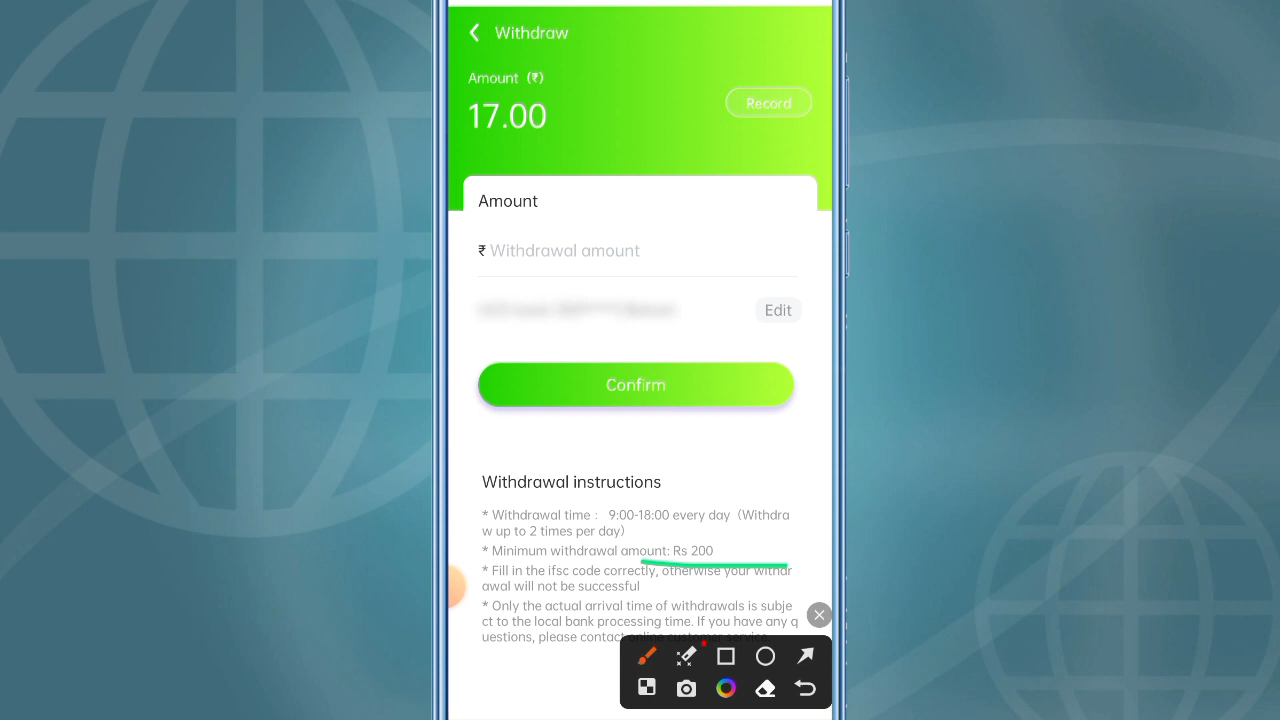 Withdraw
Amount (₹)
17.00
Record
Amount
₹ Withdrawal amount
Edit
Confirm
Withdrawal instructions
* Withdrawal time : 9:00-18:00 every day (Withdra
w up to 2 times per day)
* Minimum withdrawal amount: Rs 200
* Fill in the ifsc code correctly, otherwise your withdr
awal will not be successful
* Only the actual arrival time of withdrawals is subje
ct to the local bank processing time. If you have any q
uestions, please contact online customer service.